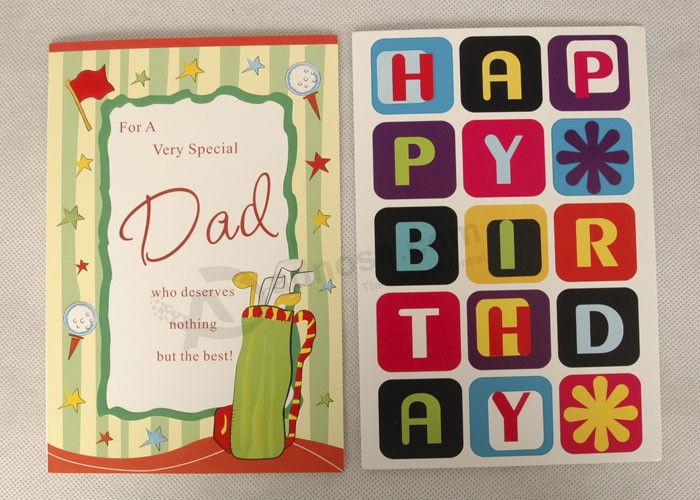 For A
Very Special
Dad
who deserves
nothing
but the best!
HAP
PY
BIR
THD
AY